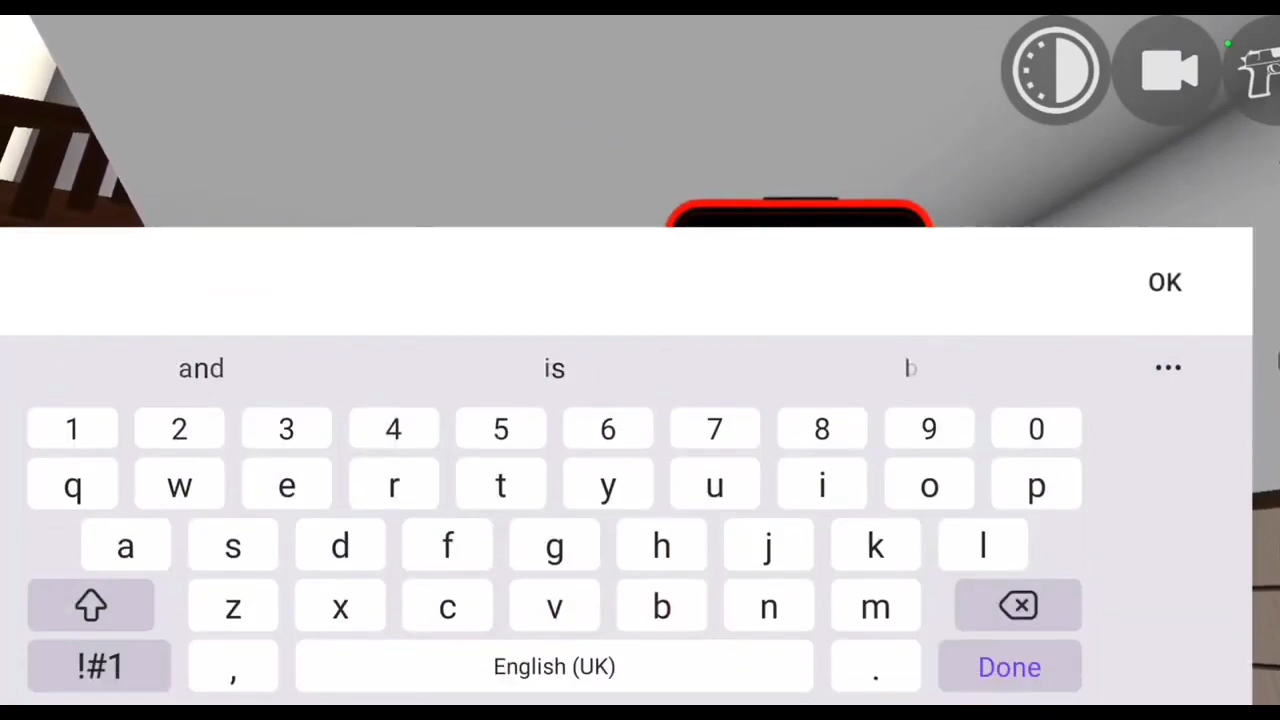 OK
and is b
1 2 3 4 5 6 7 8 9 0
q w e r t y u i o p
a s d f g h j k l
z x c v b n m
!#1 , English (UK) . Done